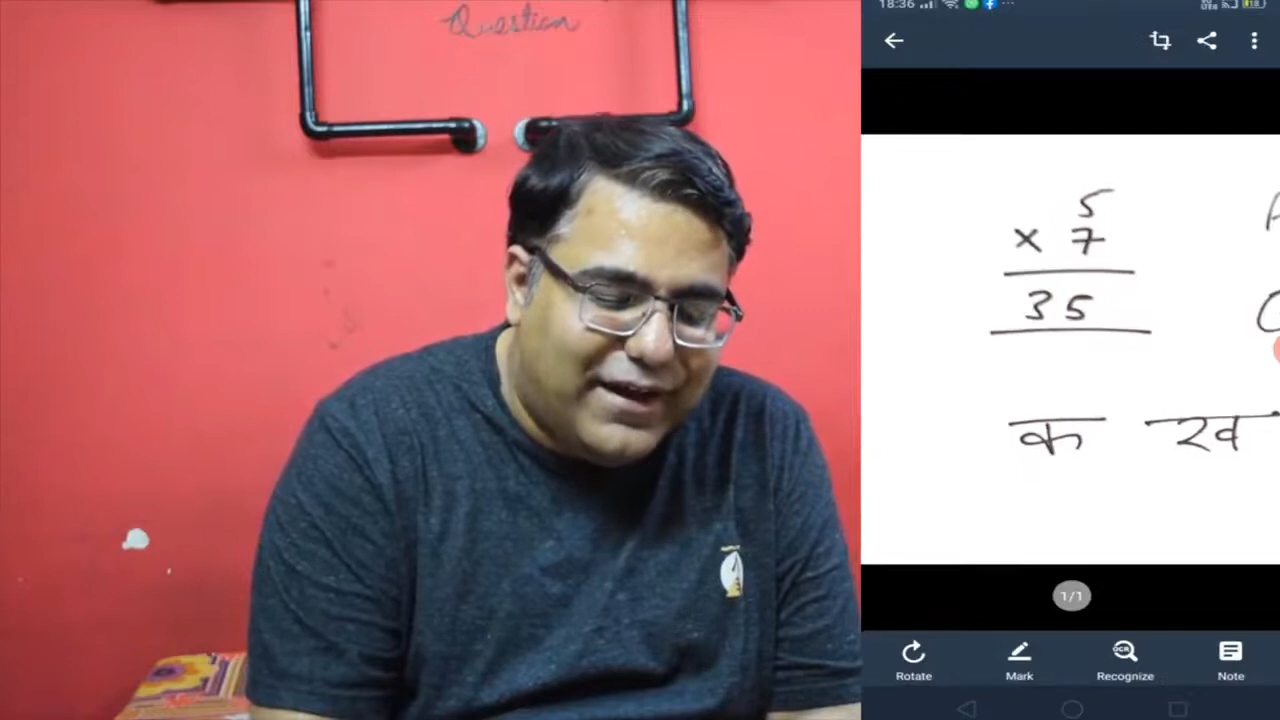 Question
18:36
5
× 7
35
क ख
1/1
Rotate
Mark
Recognize
Note